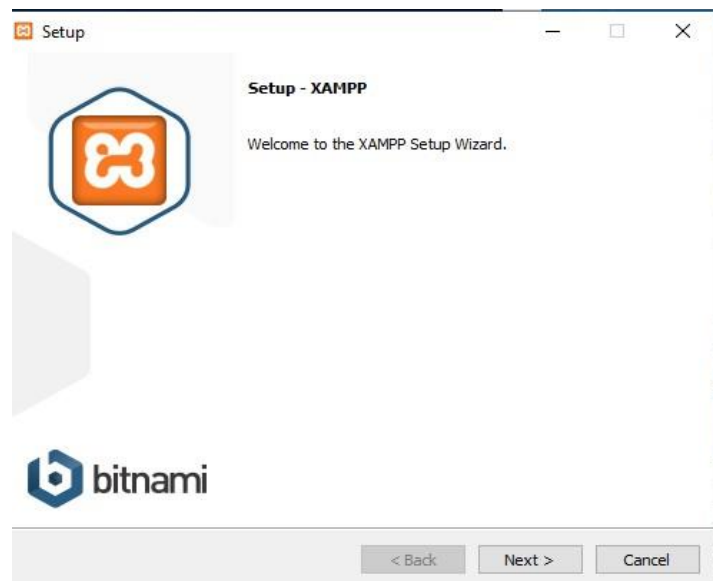 Setup
Setup - XAMPP
Welcome to the XAMPP Setup Wizard.
bitnami
< Back Next > Cancel